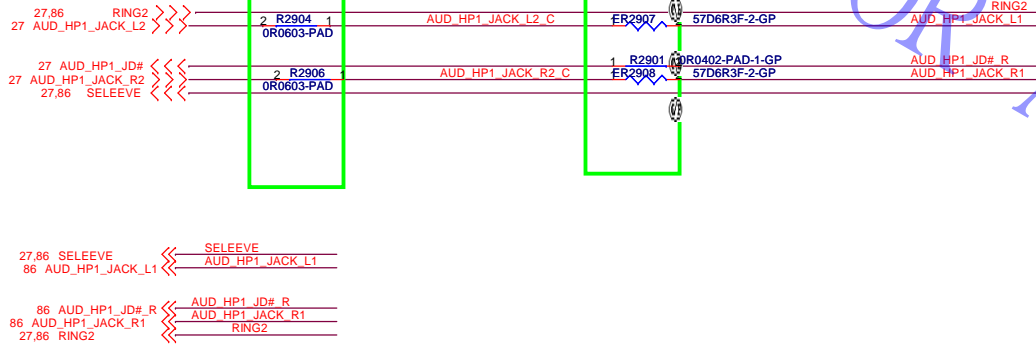 27,86 RING2 RING2
27 AUD_HP1_JACK_L2 2 R2904 1 AUD_HP1_JACK_L2_C 1 ER2907 57D6R3F-2-GP AUD_HP1_JACK_L1
0R0603-PAD
27 AUD_HP1_JD# 1 R2901 0R0402-PAD-1-GP AUD_HP1_JD#_R
27 AUD_HP1_JACK_R2 2 R2906 1 AUD_HP1_JACK_R2_C 1 ER2908 57D6R3F-2-GP AUD_HP1_JACK_R1
27,86 SELEEVE 0R0603-PAD
27,86 SELEEVE SELEEVE
86 AUD_HP1_JACK_L1 AUD_HP1_JACK_L1
86 AUD_HP1_JD#_R AUD_HP1_JD#_R
86 AUD_HP1_JACK_R1 AUD_HP1_JACK_R1
27,86 RING2 RING2